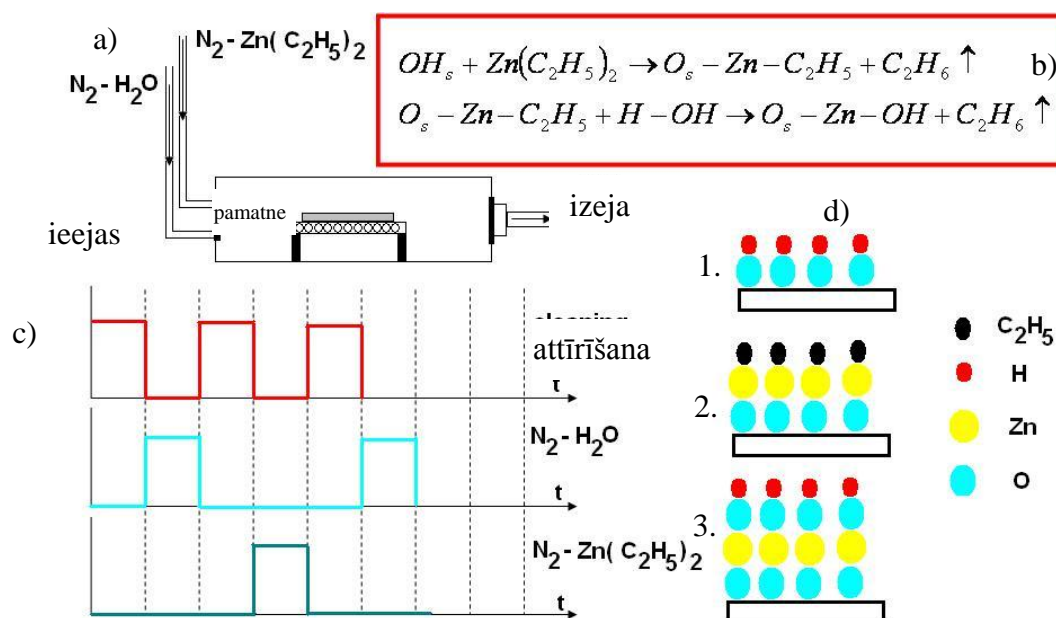 a)
N₂-Zn(C₂H₅)₂
N₂-H₂O
OHₛ + Zn(C₂H₅)₂ → Oₛ − Zn − C₂H₅ + C₂H₆ ↑
b)
Oₛ − Zn − C₂H₅ + H − OH → Oₛ − Zn − OH + C₂H₆ ↑
pamatne
izeja
ieejas
d)
1.
2.
3.
C₂H₅
H
Zn
O
c)
attīrīšana
t
N₂-H₂O
t
N₂-Zn(C₂H₅)₂
t